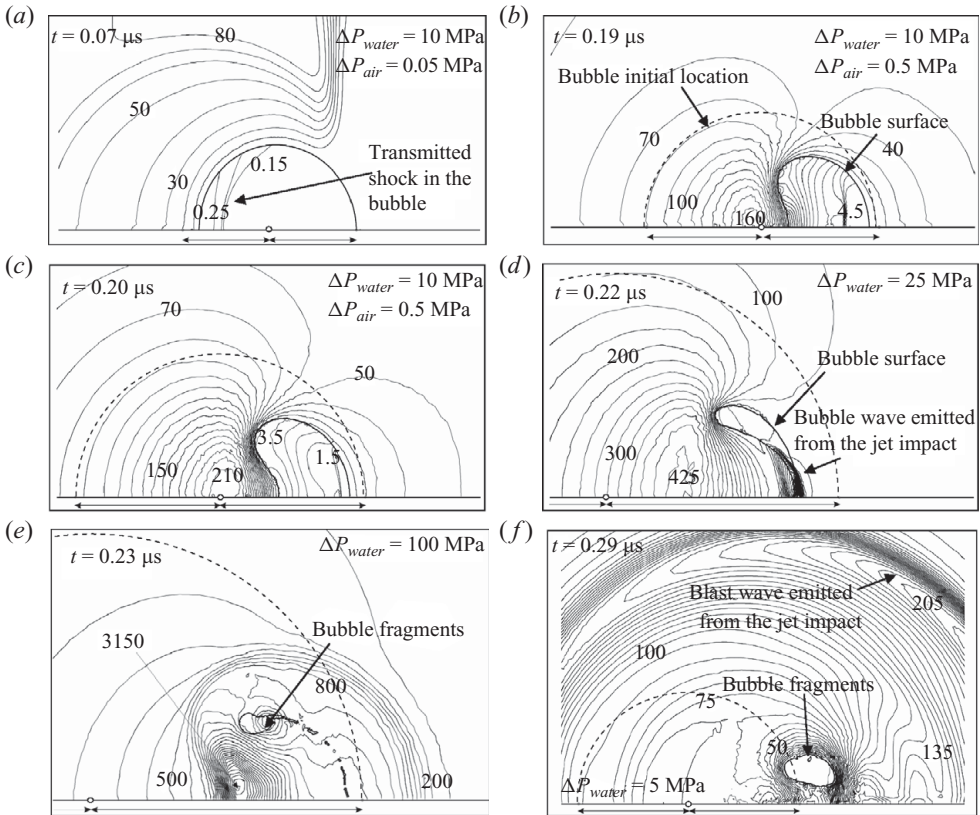 (a)
t = 0.07 μs
80
ΔP_water = 10 MPa
ΔP_air = 0.05 MPa
50
0.15
30
Transmitted
shock in the
bubble
0.25
(b)
t = 0.19 μs
ΔP_water = 10 MPa
ΔP_air = 0.5 MPa
Bubble initial location
Bubble surface
70
40
100
160
4.5
(c)
t = 0.20 μs
ΔP_water = 10 MPa
ΔP_air = 0.5 MPa
70
50
3.5
150
210
1.5
(d)
t = 0.22 μs
100
ΔP_water = 25 MPa
200
Bubble surface
Bubble wave emitted
from the jet impact
300
425
(e)
t = 0.23 μs
ΔP_water = 100 MPa
3150
Bubble fragments
800
500
200
(f)
t = 0.29 μs
Blast wave emitted
from the jet impact
205
100
Bubble fragments
75
50
135
ΔP_water = 5 MPa